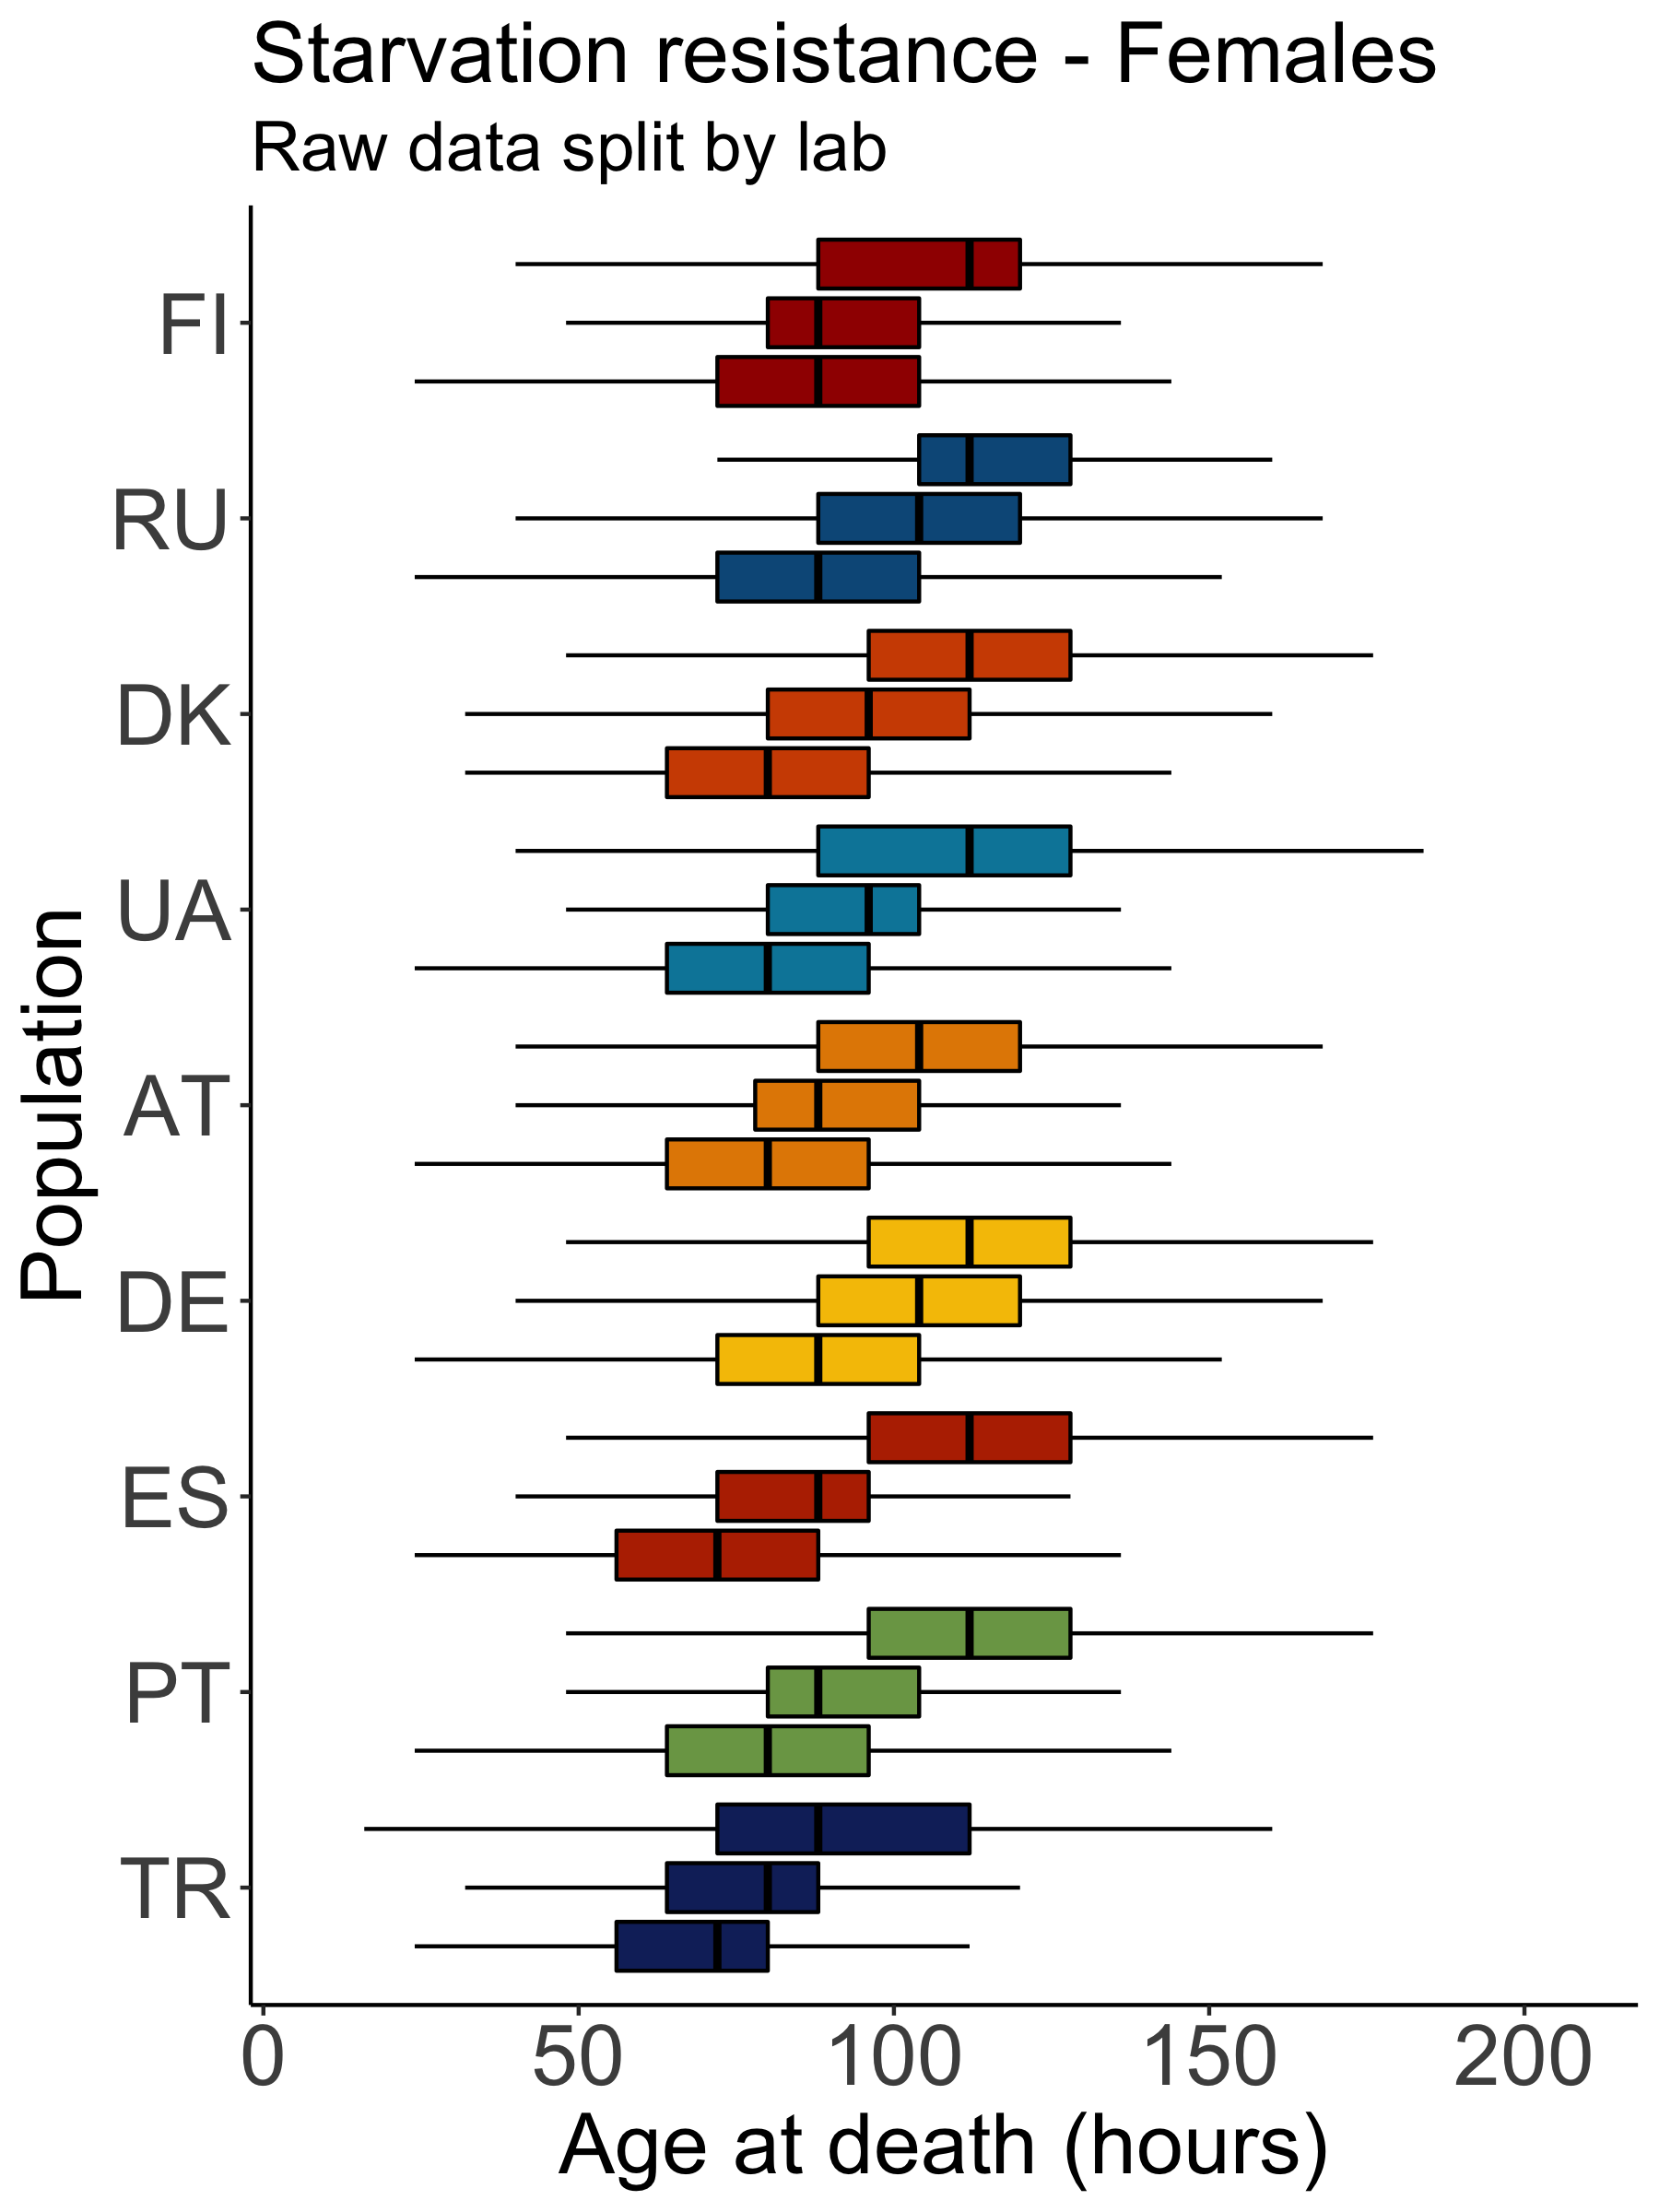 Starvation resistance - Females
Raw data split by lab
Population
FI
RU
DK
UA
AT
DE
ES
PT
TR
0 50 100 150 200
Age at death (hours)